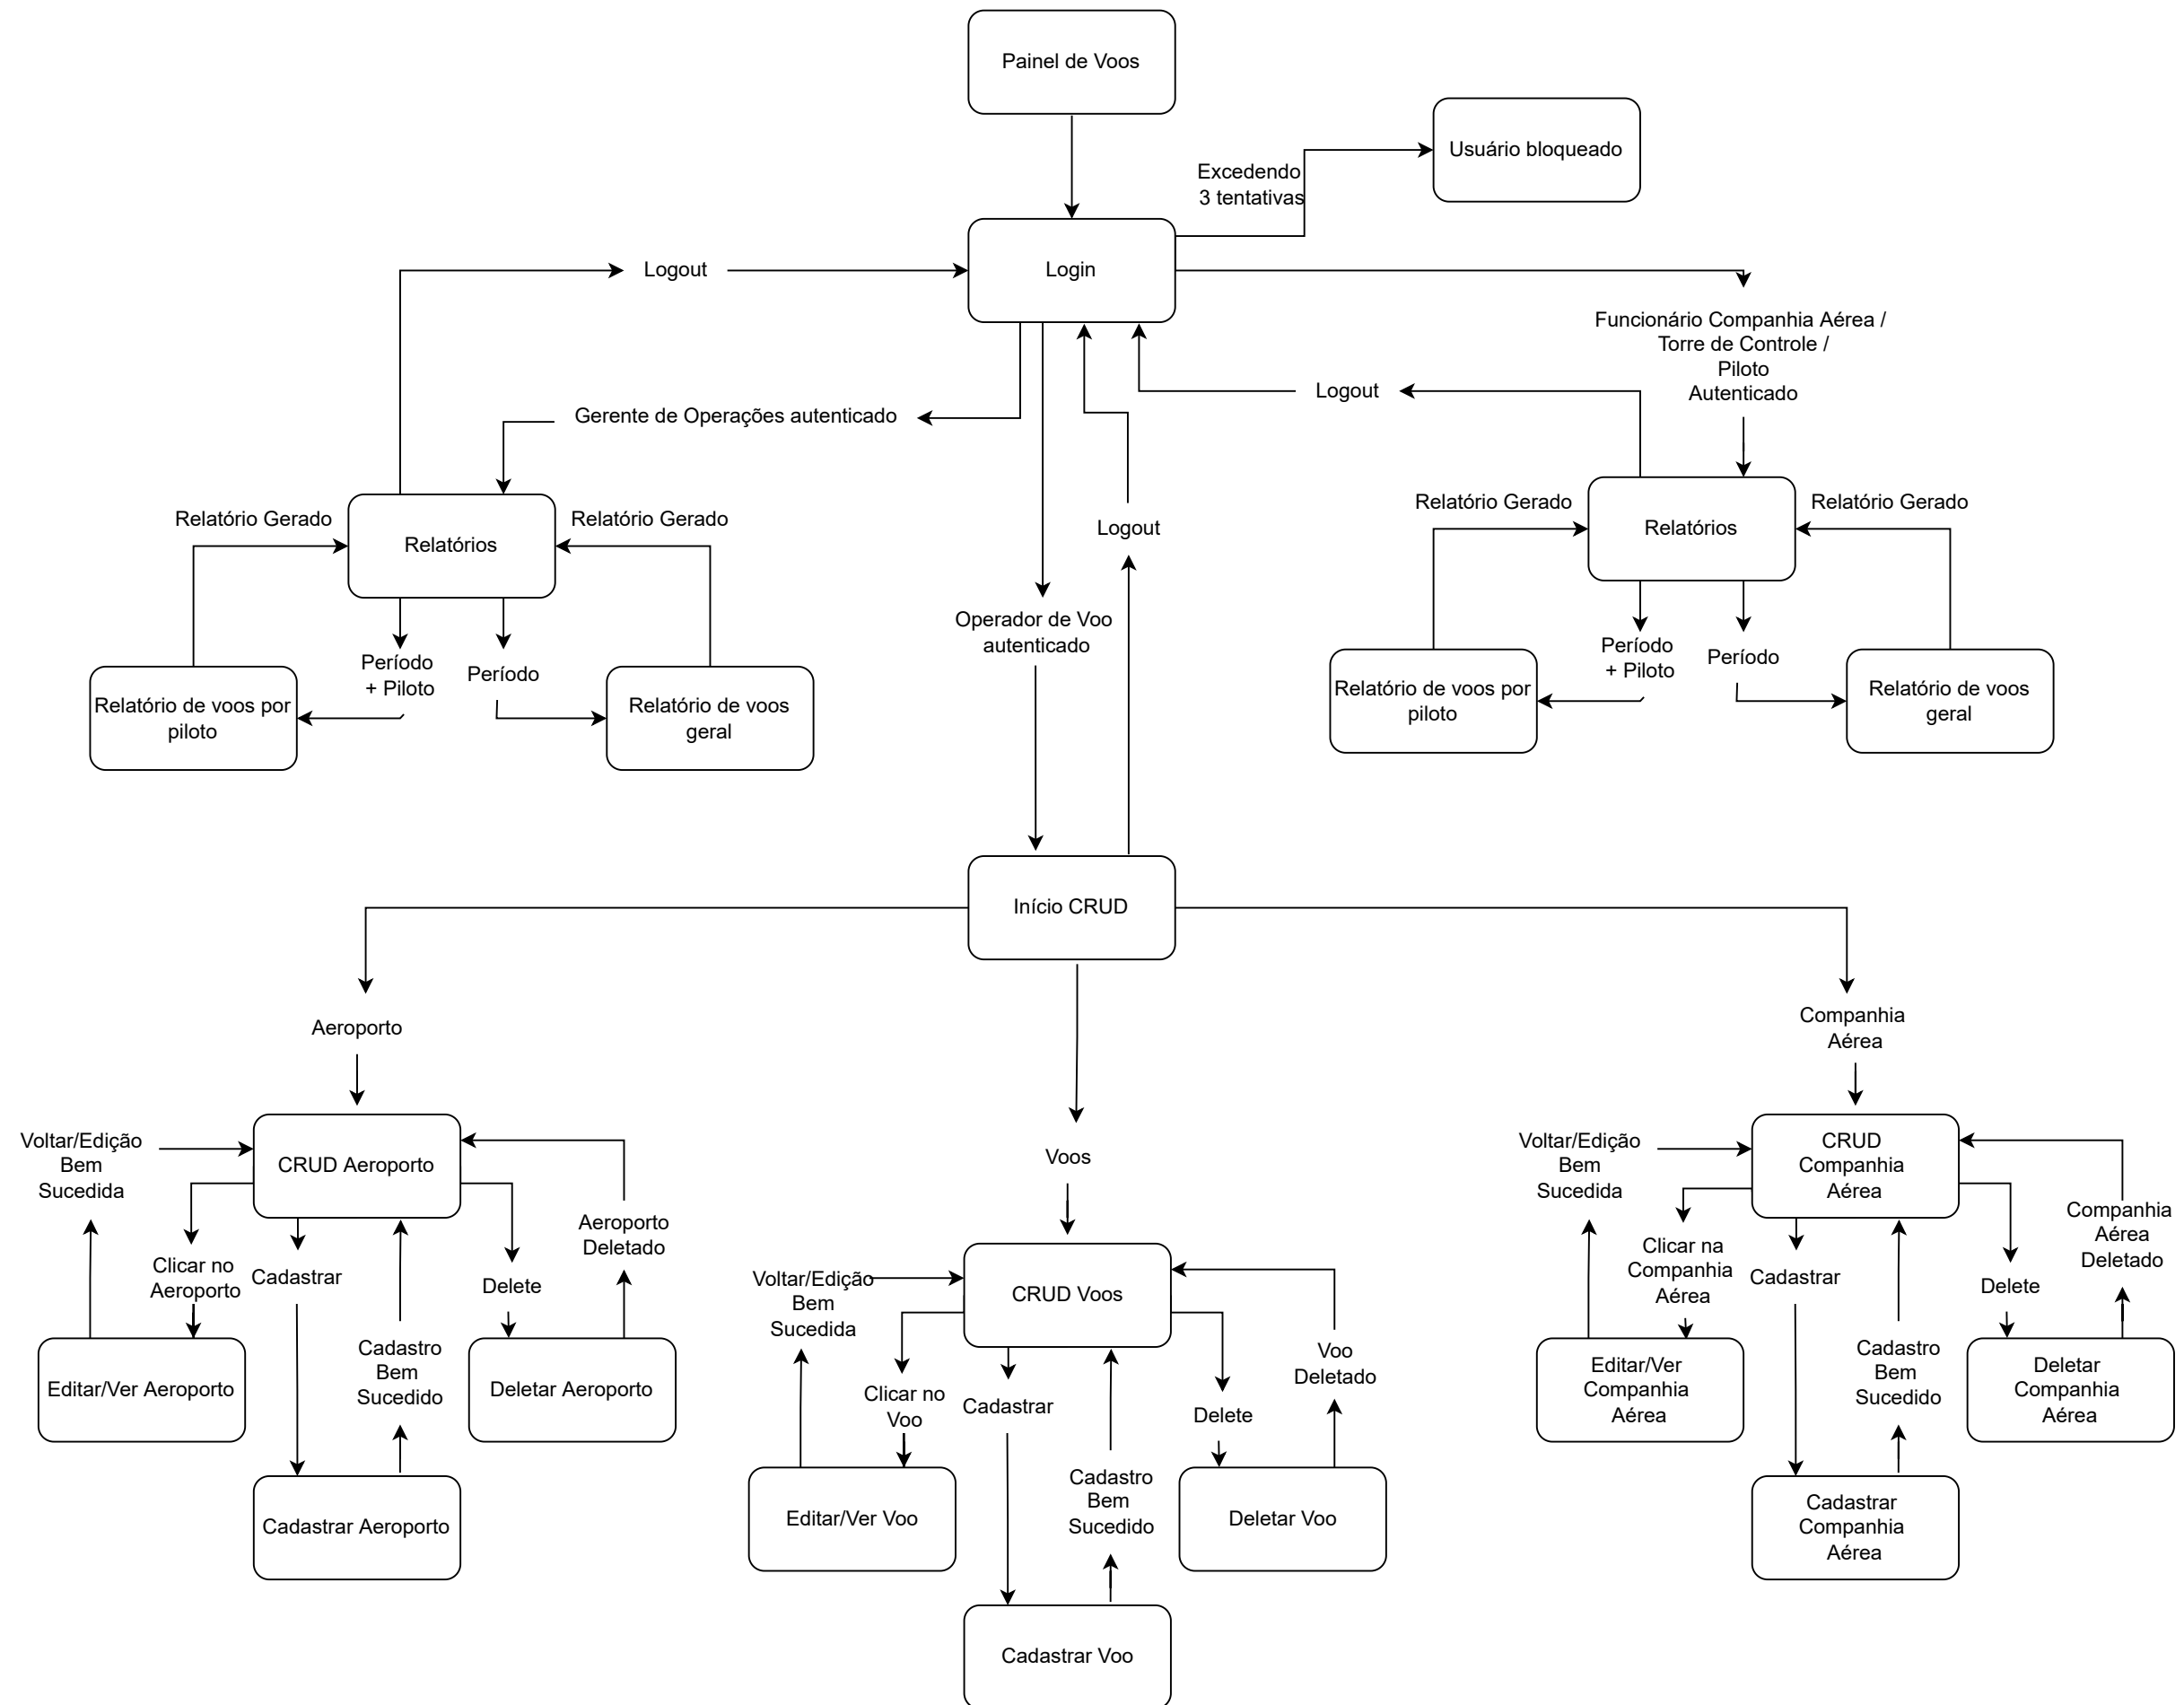 Painel de Voos
Usuário bloqueado
Excedendo
3 tentativas
Login
Logout
Funcionário Companhia Aérea /
Torre de Controle /
Piloto
Autenticado
Logout
Gerente de Operações autenticado
Relatório Gerado
Relatórios
Relatório Gerado
Logout
Relatório Gerado
Relatórios
Relatório Gerado
Período
+ Piloto
Período
Relatório de voos por
piloto
Relatório de voos
geral
Operador de Voo
autenticado
Período
+ Piloto
Período
Relatório de voos por
piloto
Relatório de voos
geral
Início CRUD
Aeroporto
Companhia
Aérea
Voos
Voltar/Edição
Bem
Sucedida
CRUD Aeroporto
Aeroporto
Deletado
Clicar no
Aeroporto
Cadastrar
Delete
Cadastro
Bem
Sucedido
Editar/Ver Aeroporto
Deletar Aeroporto
Cadastrar Aeroporto
Voltar/Edição
Bem
Sucedida
CRUD Voos
Voo
Deletado
Clicar no
Voo
Cadastrar
Delete
Cadastro
Bem
Sucedido
Editar/Ver Voo
Deletar Voo
Cadastrar Voo
Voltar/Edição
Bem
Sucedida
CRUD
Companhia
Aérea
Companhia
Aérea
Deletado
Clicar na
Companhia
Aérea
Cadastrar
Delete
Cadastro
Bem
Sucedido
Editar/Ver
Companhia
Aérea
Deletar
Companhia
Aérea
Cadastrar
Companhia
Aérea